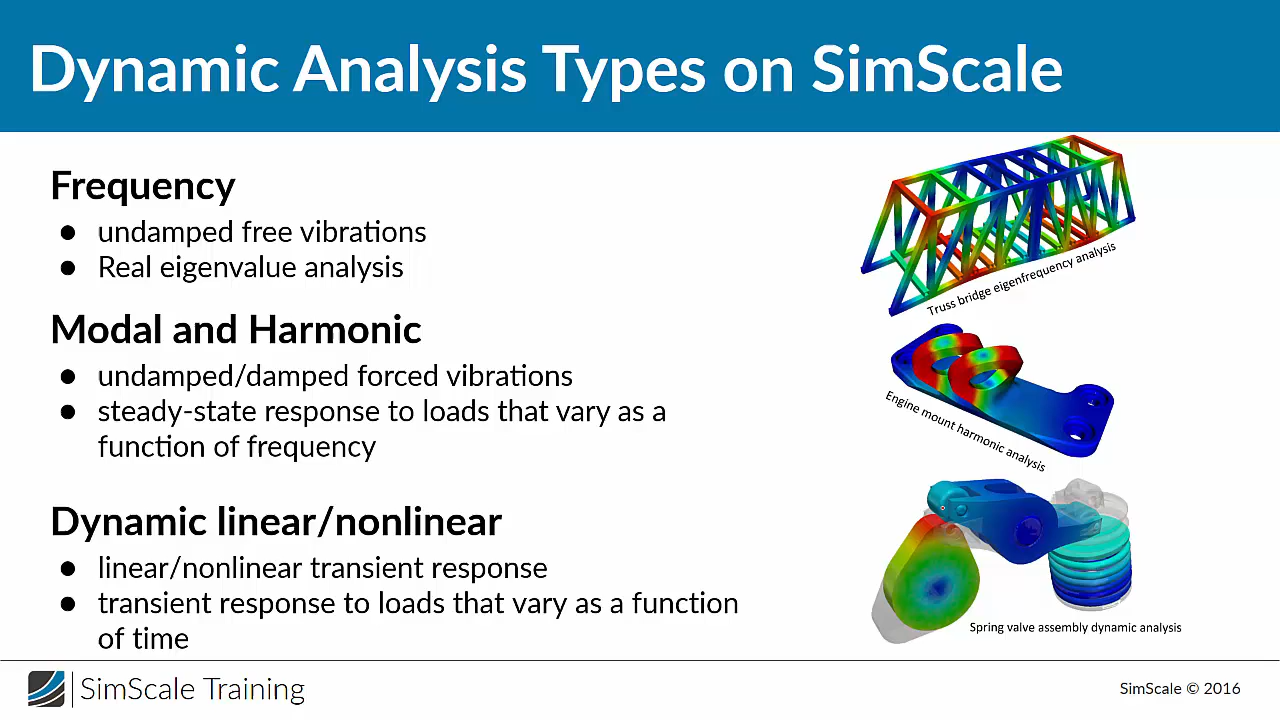 Dynamic Analysis Types on SimScale
Frequency
● undamped free vibrations
● Real eigenvalue analysis
Truss bridge eigenfrequency analysis
Modal and Harmonic
● undamped/damped forced vibrations
● steady-state response to loads that vary as a
function of frequency
Engine mount harmonic analysis
Dynamic linear/nonlinear
● linear/nonlinear transient response
● transient response to loads that vary as a function
of time
Spring valve assembly dynamic analysis
SimScale Training
SimScale © 2016